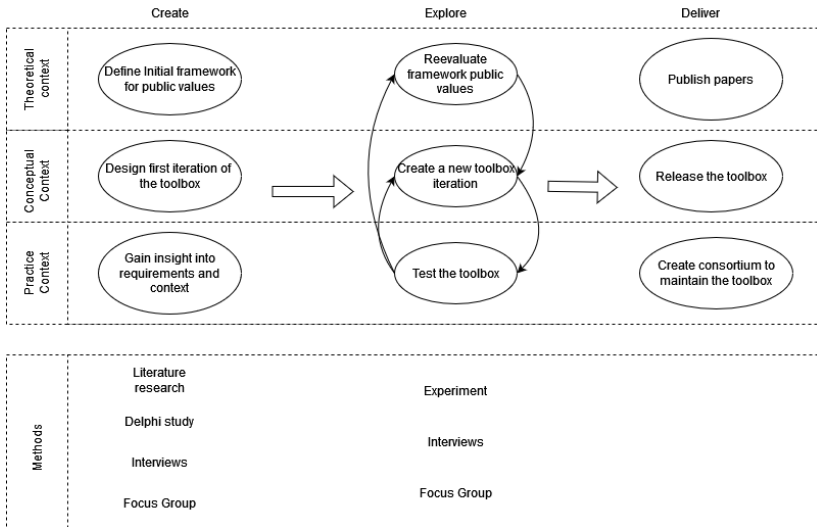 Create
Explore
Deliver
Theoretical
context
Define Initial framework
for public values
Reevaluate
framework public
values
Publish papers
Conceptual
Context
Design first iteration of
the toolbox
Create a new toolbox
iteration
Release the toolbox
Practice
Context
Gain insight into
requirements and
context
Test the toolbox
Create consortium to
maintain the toolbox
Methods
Literature
research
Delphi study
Interviews
Focus Group
Experiment
Interviews
Focus Group